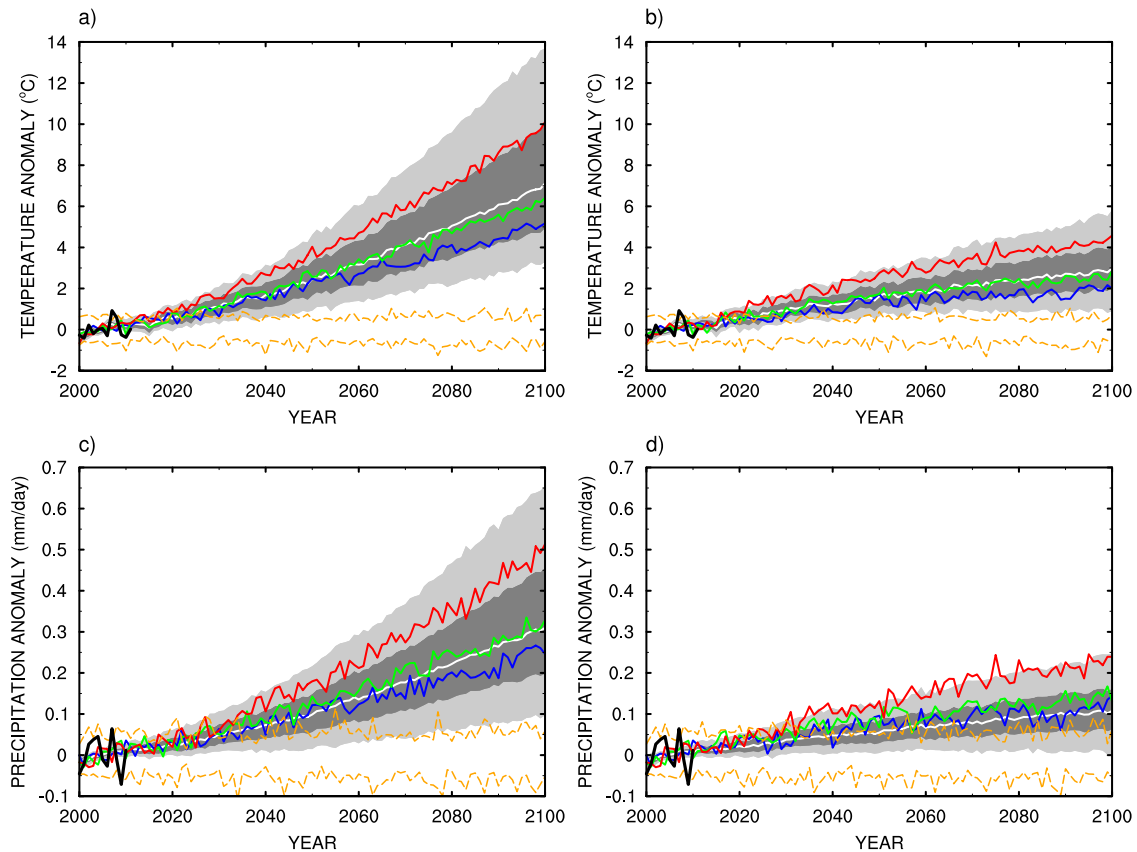 a)
TEMPERATURE ANOMALY (°C)
14
12
10
8
6
4
2
0
-2
2000 2020 2040 2060 2080 2100
YEAR
b)
TEMPERATURE ANOMALY (°C)
14
12
10
8
6
4
2
0
-2
2000 2020 2040 2060 2080 2100
YEAR
c)
PRECIPITATION ANOMALY (mm/day)
0.7
0.6
0.5
0.4
0.3
0.2
0.1
0
-0.1
2000 2020 2040 2060 2080 2100
YEAR
d)
PRECIPITATION ANOMALY (mm/day)
0.7
0.6
0.5
0.4
0.3
0.2
0.1
0
-0.1
2000 2020 2040 2060 2080 2100
YEAR